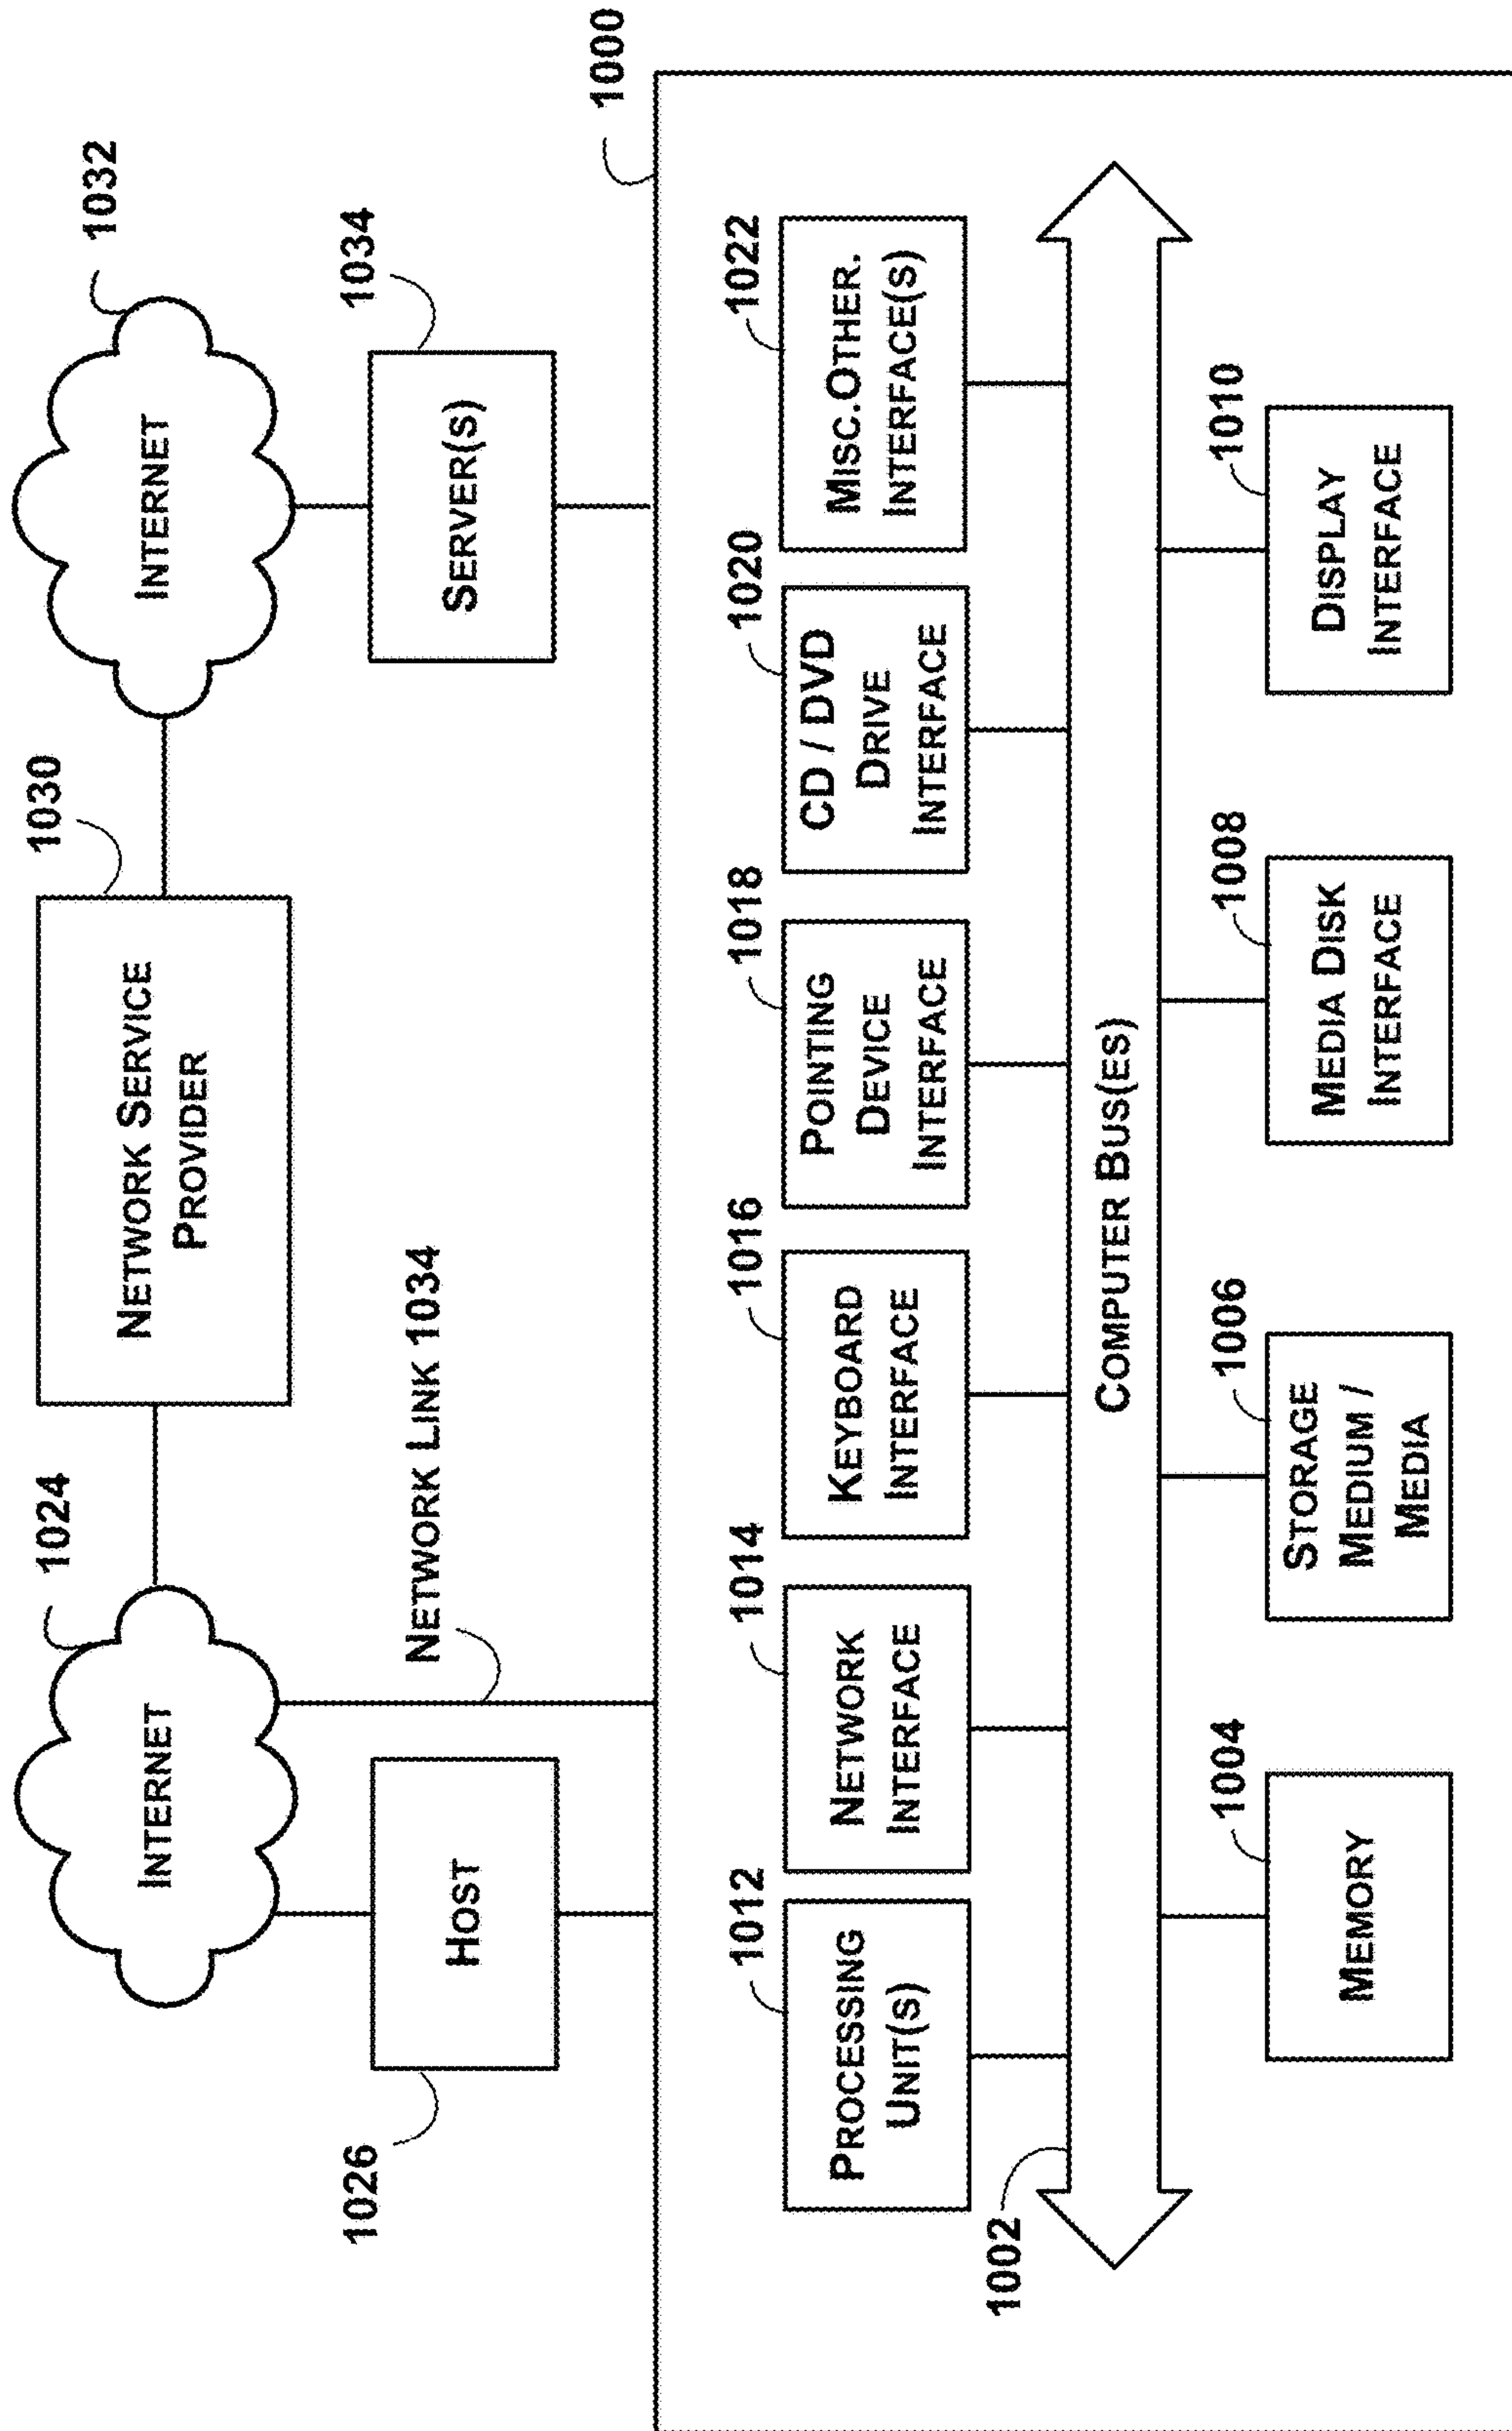 1024
1030
1032
INTERNET
NETWORK SERVICE
PROVIDER
INTERNET
1026
HOST
NETWORK LINK 1034
SERVER(S)
1034
1000
1012
1014
1016
1018
1020
1022
PROCESSING
UNIT(S)
NETWORK
INTERFACE
KEYBOARD
INTERFACE
POINTING
DEVICE
INTERFACE
CD / DVD
DRIVE
INTERFACE
MISC.OTHER.
INTERFACE(S)
1002
COMPUTER BUS(ES)
1004
1006
1008
1010
MEMORY
STORAGE
MEDIUM /
MEDIA
MEDIA DISK
INTERFACE
DISPLAY
INTERFACE